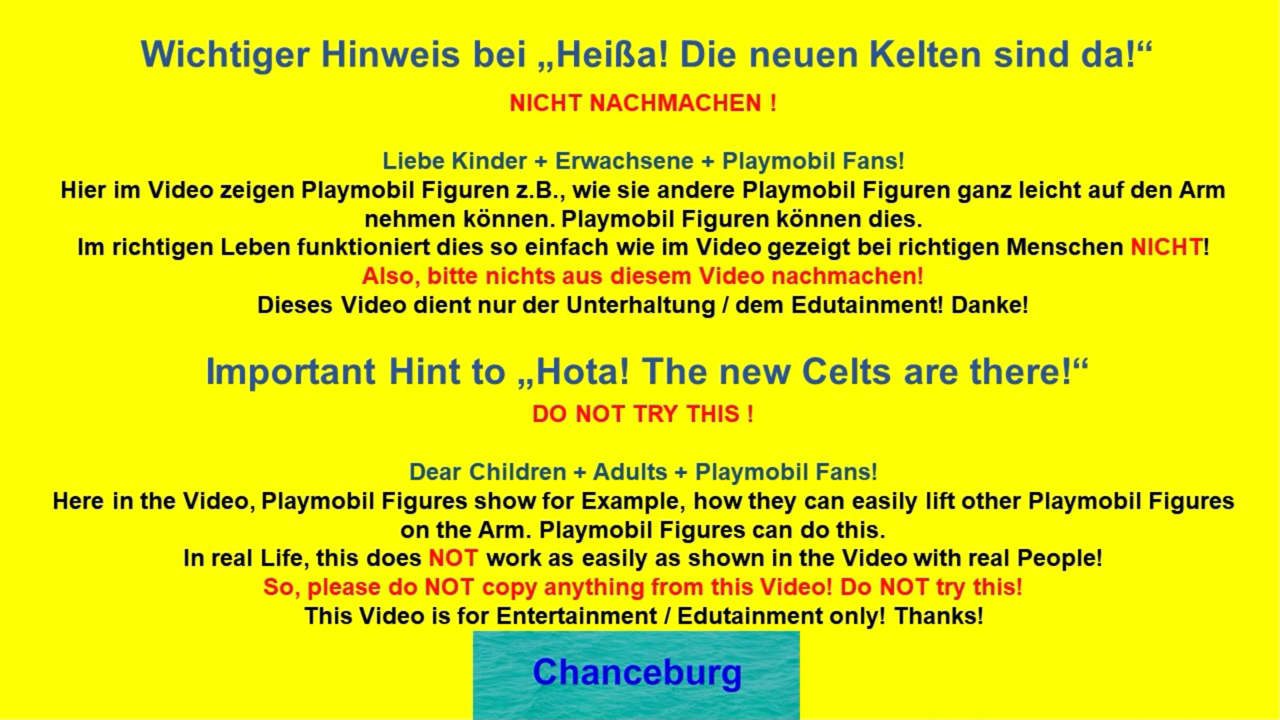 Wichtiger Hinweis bei „Heißa! Die neuen Kelten sind da!“
NICHT NACHMACHEN !
Liebe Kinder + Erwachsene + Playmobil Fans!
Hier im Video zeigen Playmobil Figuren z.B., wie sie andere Playmobil Figuren ganz leicht auf den Arm
nehmen können. Playmobil Figuren können dies.
Im richtigen Leben funktioniert dies so einfach wie im Video gezeigt bei richtigen Menschen NICHT!
Also, bitte nichts aus diesem Video nachmachen!
Dieses Video dient nur der Unterhaltung / dem Edutainment! Danke!
Important Hint to „Hota! The new Celts are there!“
DO NOT TRY THIS !
Dear Children + Adults + Playmobil Fans!
Here in the Video, Playmobil Figures show for Example, how they can easily lift other Playmobil Figures
on the Arm. Playmobil Figures can do this.
In real Life, this does NOT work as easily as shown in the Video with real People!
So, please do NOT copy anything from this Video! Do NOT try this!
This Video is for Entertainment / Edutainment only! Thanks!
Chanceburg